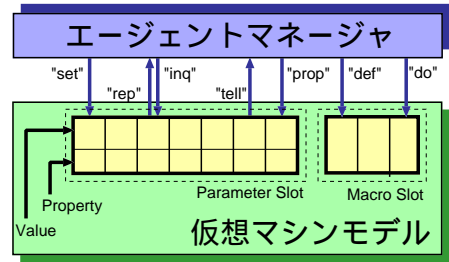 エージェントマネージャ
"set" "inq" "prop" "def" "do"
"rep" "tell"
Parameter Slot
Macro Slot
Property
Value
仮想マシンモデル